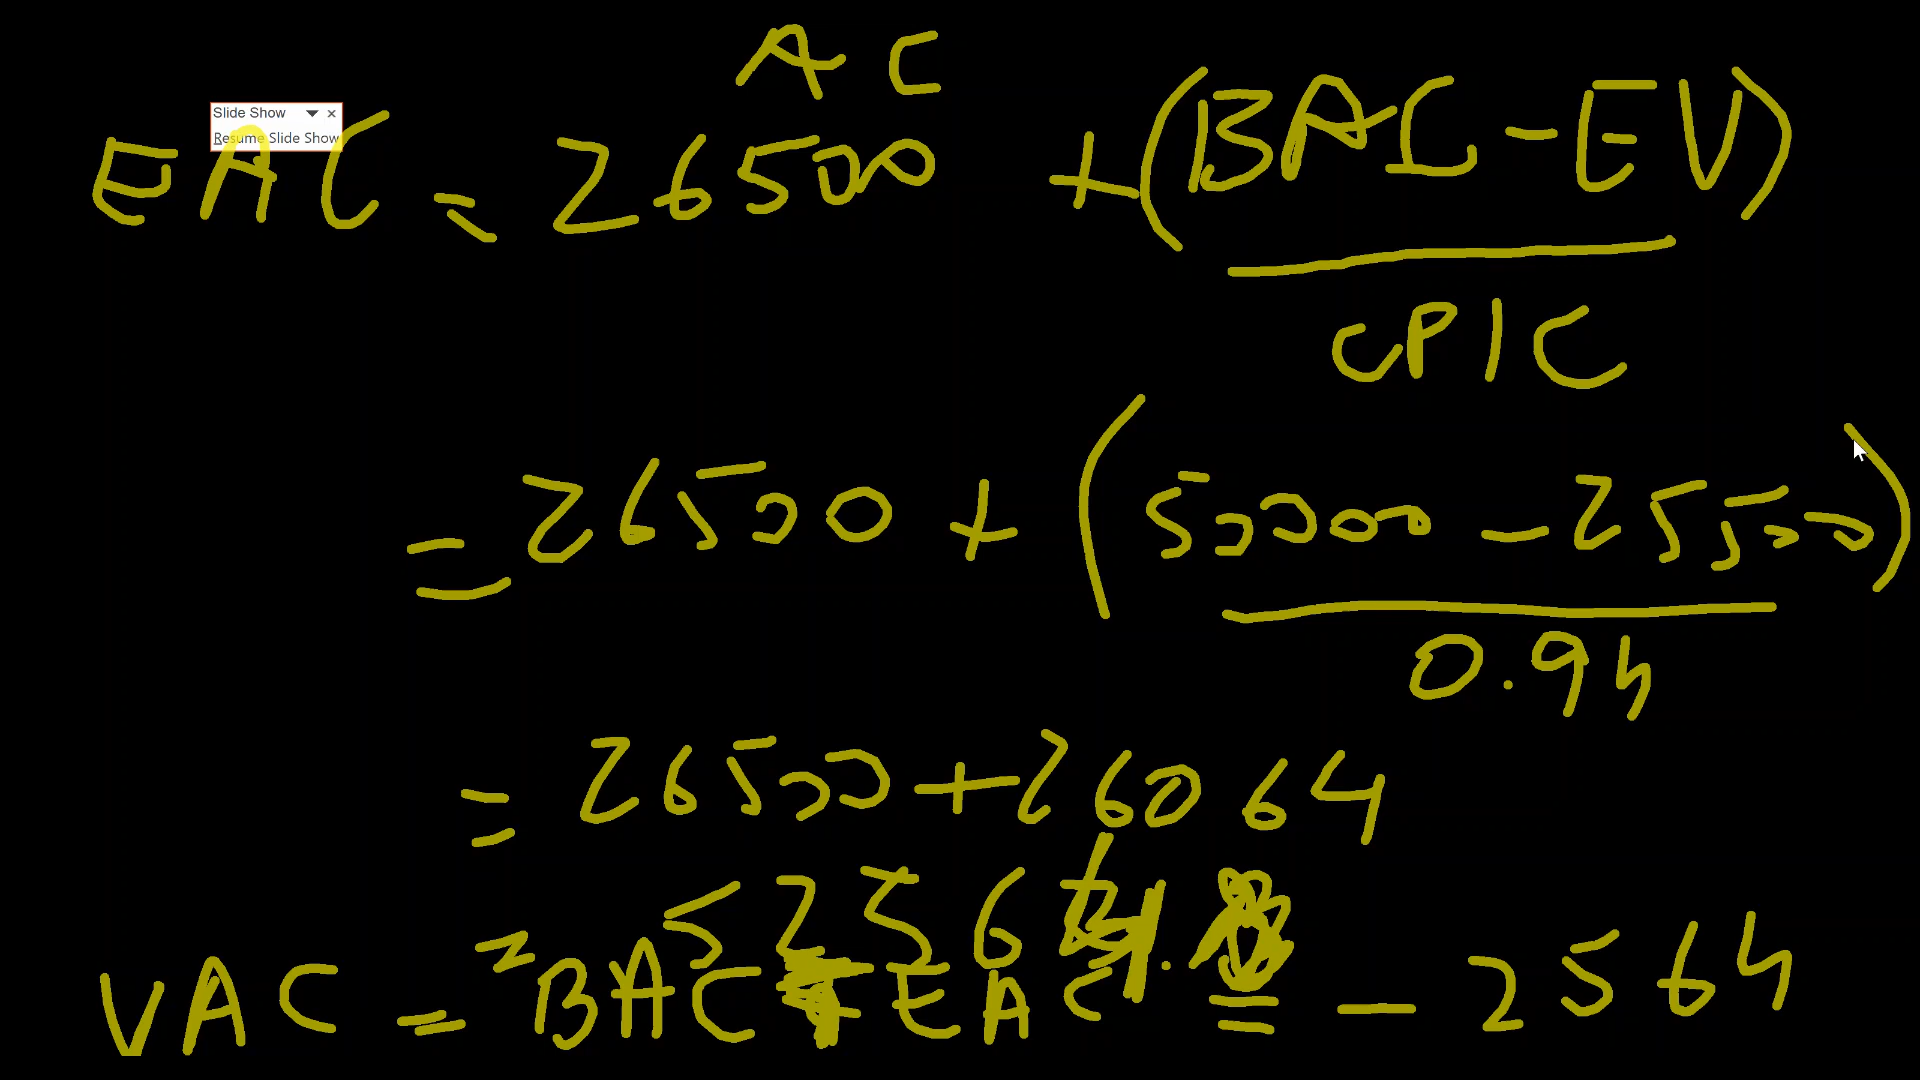 AC
Slide Show
Resume Slide Show
EAC = 26500 + (BAC - EV)
CPIC
= 26500 + (50000 - 25500)
0.94
= 26500 + 26064
= 52564
VAC = BAC - EAC = - 2564